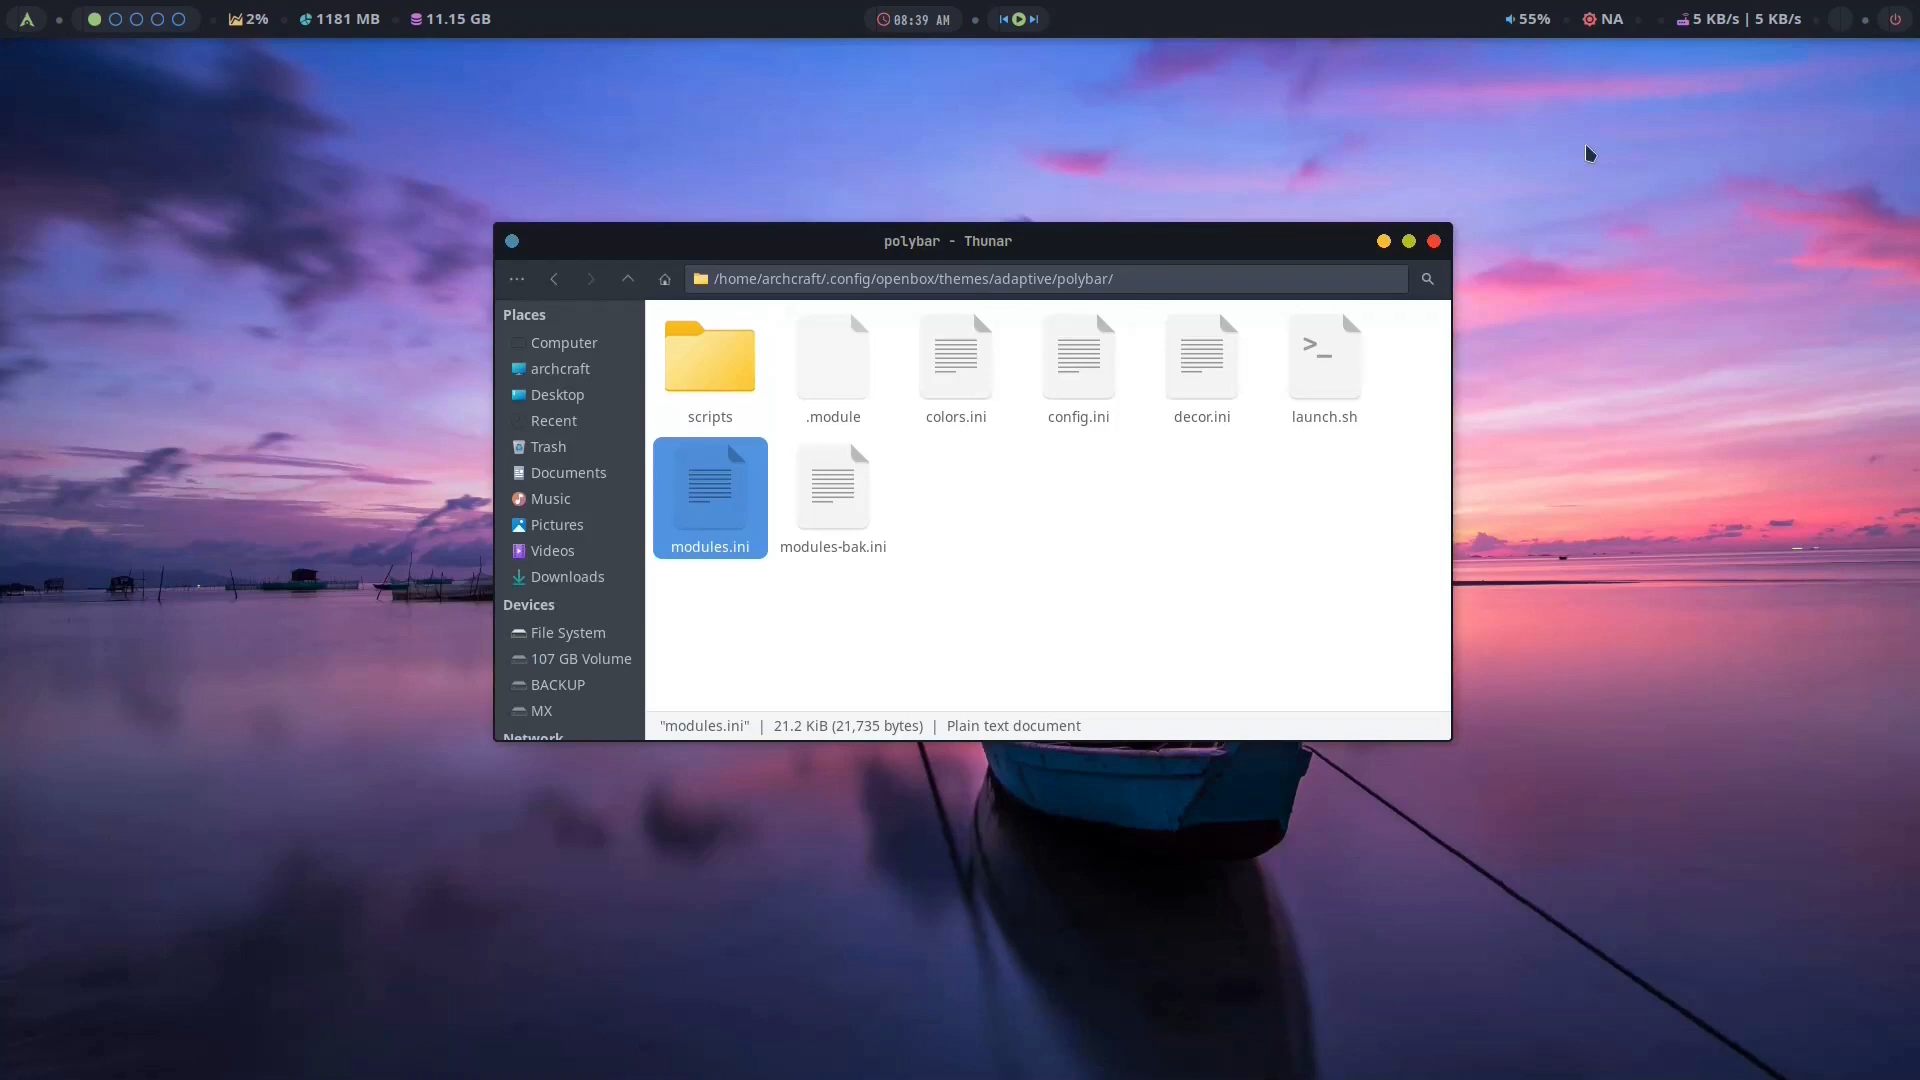 2%
1181 MB
11.15 GB
08:39 AM
55%
NA
5 KB/s | 5 KB/s
polybar - Thunar
/home/archcraft/.config/openbox/themes/adaptive/polybar/
Places
Computer
archcraft
Desktop
Recent
Trash
Documents
Music
Pictures
Videos
Downloads
Devices
File System
107 GB Volume
BACKUP
MX
Network
scripts
.module
colors.ini
config.ini
decor.ini
>_
launch.sh
modules.ini
modules-bak.ini
"modules.ini" | 21.2 KiB (21,735 bytes) | Plain text document